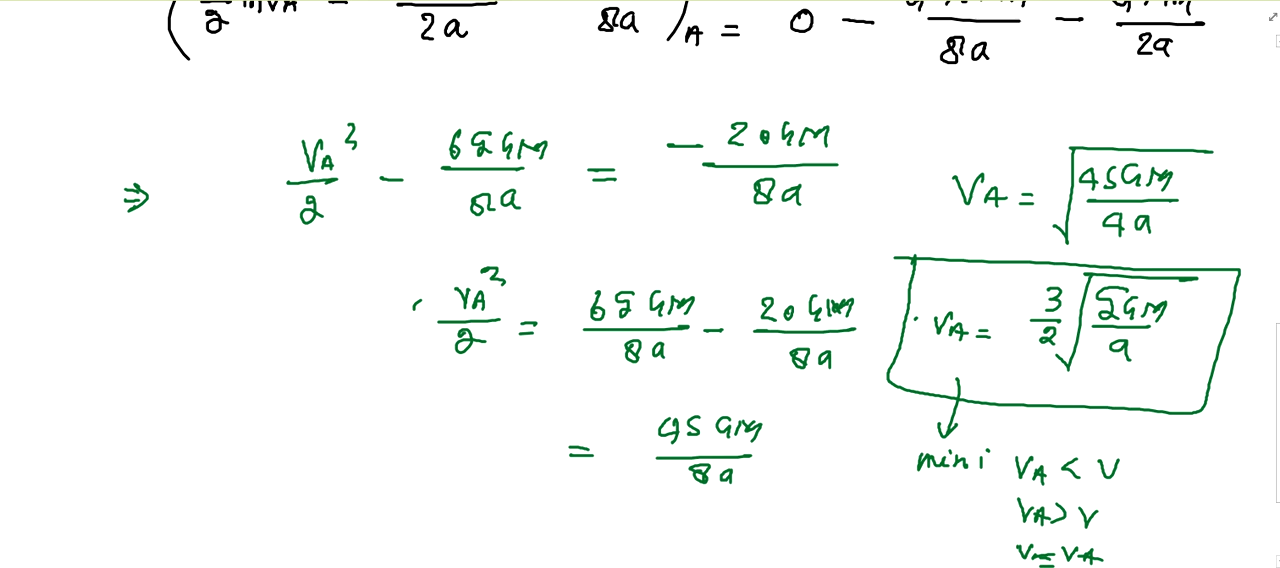 2a 8a )A = 0 − 8a − 2a
⇒ VA²/2 − 65GM/8a = − 20GM/8a
VA = √(45GM/4a)
VA²/2 = 65GM/8a − 20GM/8a
VA = 3/2 √(5GM/a)
= 45GM/8a
mini VA < V
VA > V
V = VA